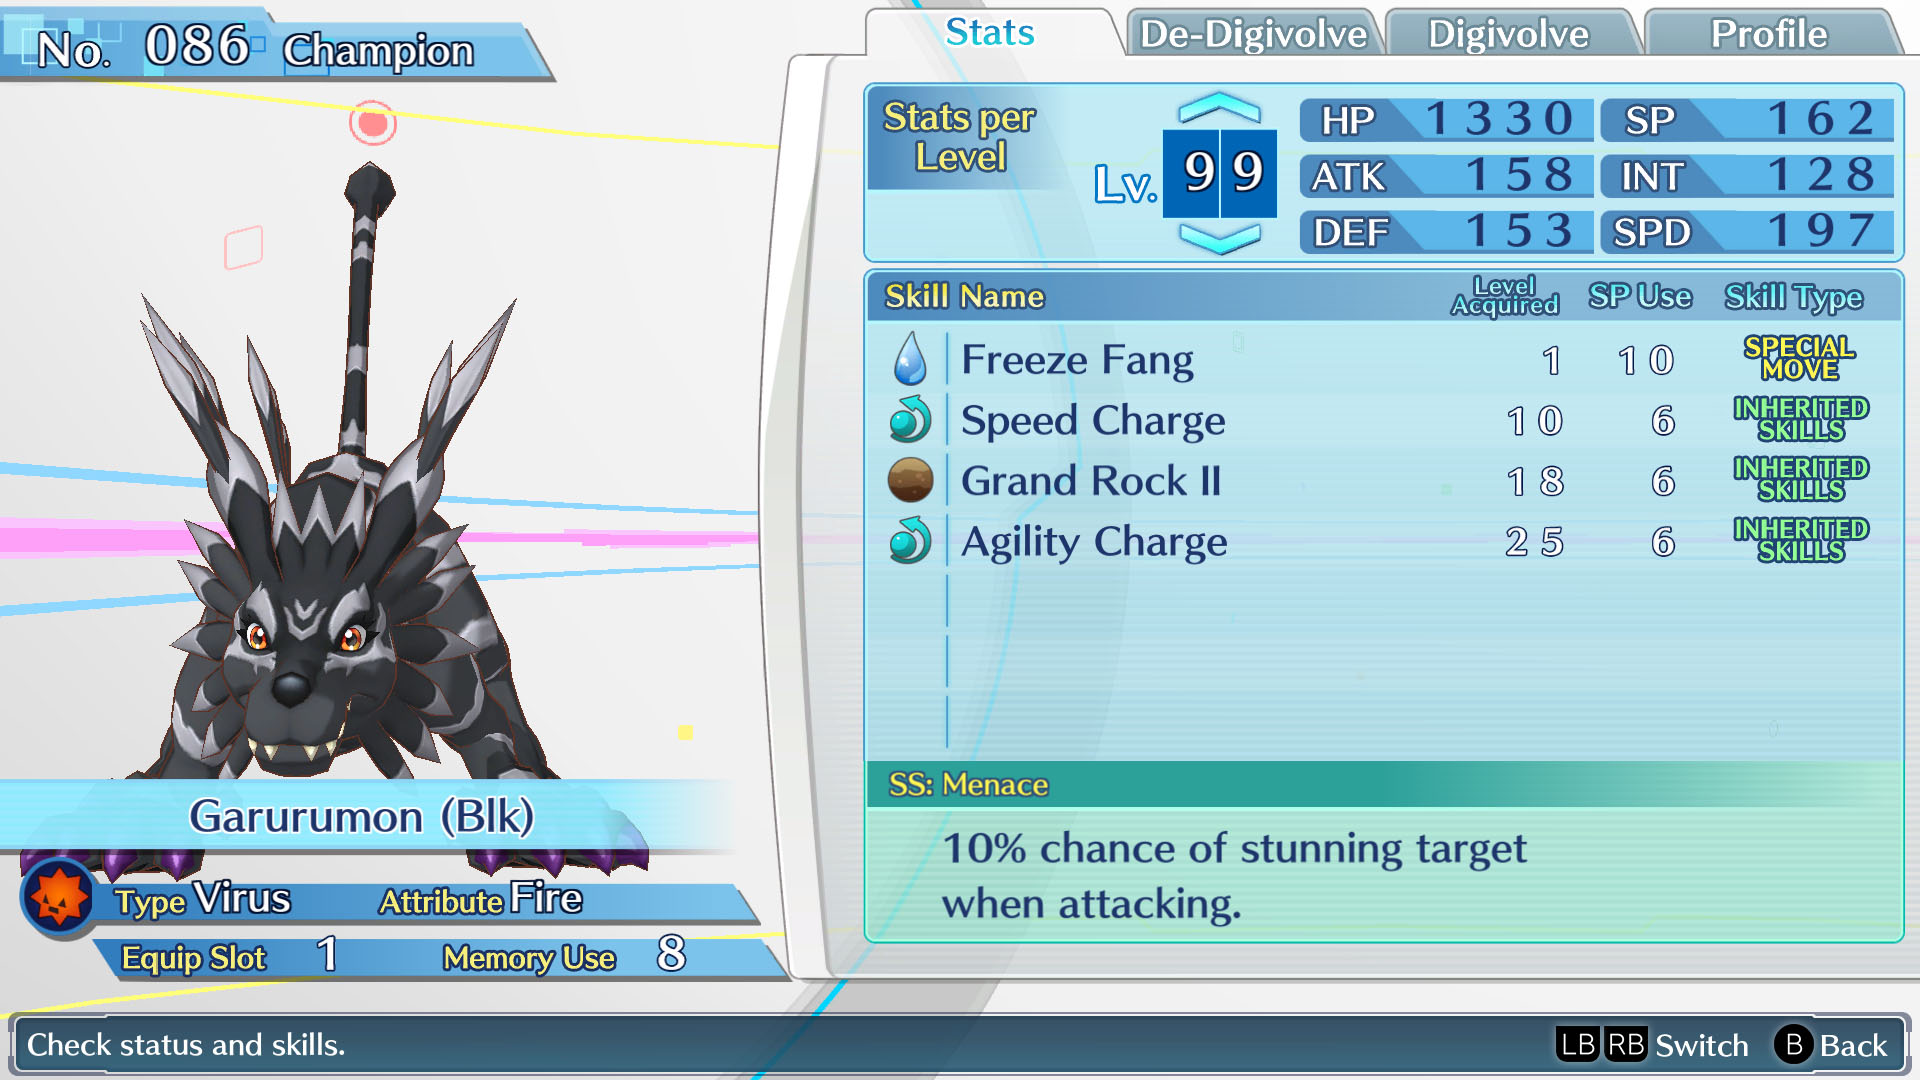 No. 086 Champion
Stats
De-Digivolve
Digivolve
Profile
Stats per
Level
Lv. 99
HP 1330
SP 162
ATK 158
INT 128
DEF 153
SPD 197
Skill Name
Level
Acquired
SP Use
Skill Type
Freeze Fang 1 10 SPECIAL
MOVE
Speed Charge 10 6 INHERITED
SKILLS
Grand Rock II 18 6 INHERITED
SKILLS
Agility Charge 25 6 INHERITED
SKILLS
SS: Menace
10% chance of stunning target
when attacking.
Garurumon (Blk)
Type Virus Attribute Fire
Equip Slot 1 Memory Use 8
Check status and skills.
LB RB Switch B Back